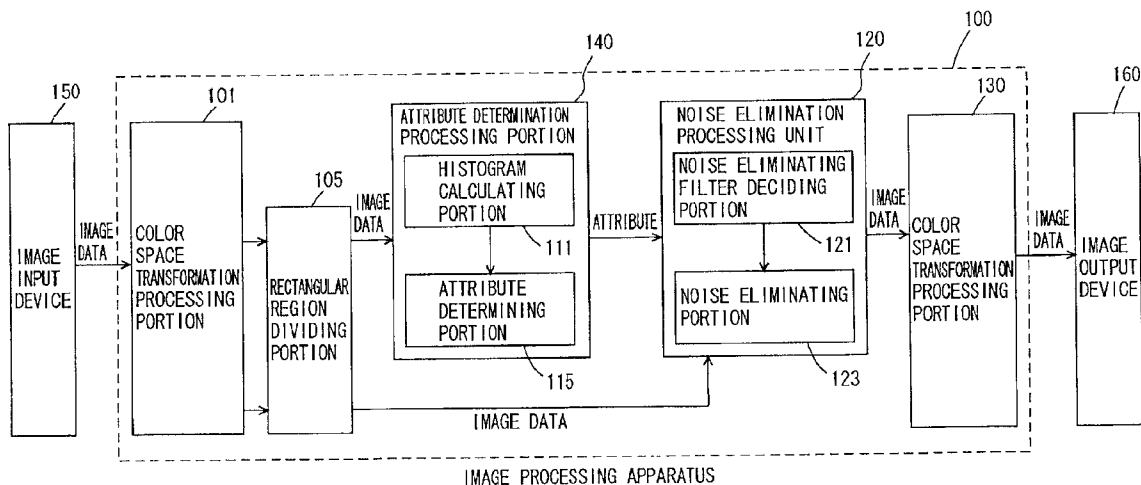 100
150
101
140
120
130
160
IMAGE
INPUT
DEVICE
IMAGE
DATA
COLOR
SPACE
TRANSFORMATION
PROCESSING
PORTION
105
RECTANGULAR
REGION
DIVIDING
PORTION
IMAGE
DATA
ATTRIBUTE DETERMINATION
PROCESSING PORTION
HISTOGRAM
CALCULATING
PORTION
111
ATTRIBUTE
DETERMINING
PORTION
115
ATTRIBUTE
NOISE ELIMINATION
PROCESSING UNIT
NOISE ELIMINATING
FILTER DECIDING
PORTION
121
NOISE ELIMINATING
PORTION
123
IMAGE DATA
IMAGE
DATA
COLOR
SPACE
TRANSFORMATION
PROCESSING
PORTION
IMAGE
DATA
IMAGE
OUTPUT
DEVICE
IMAGE PROCESSING APPARATUS